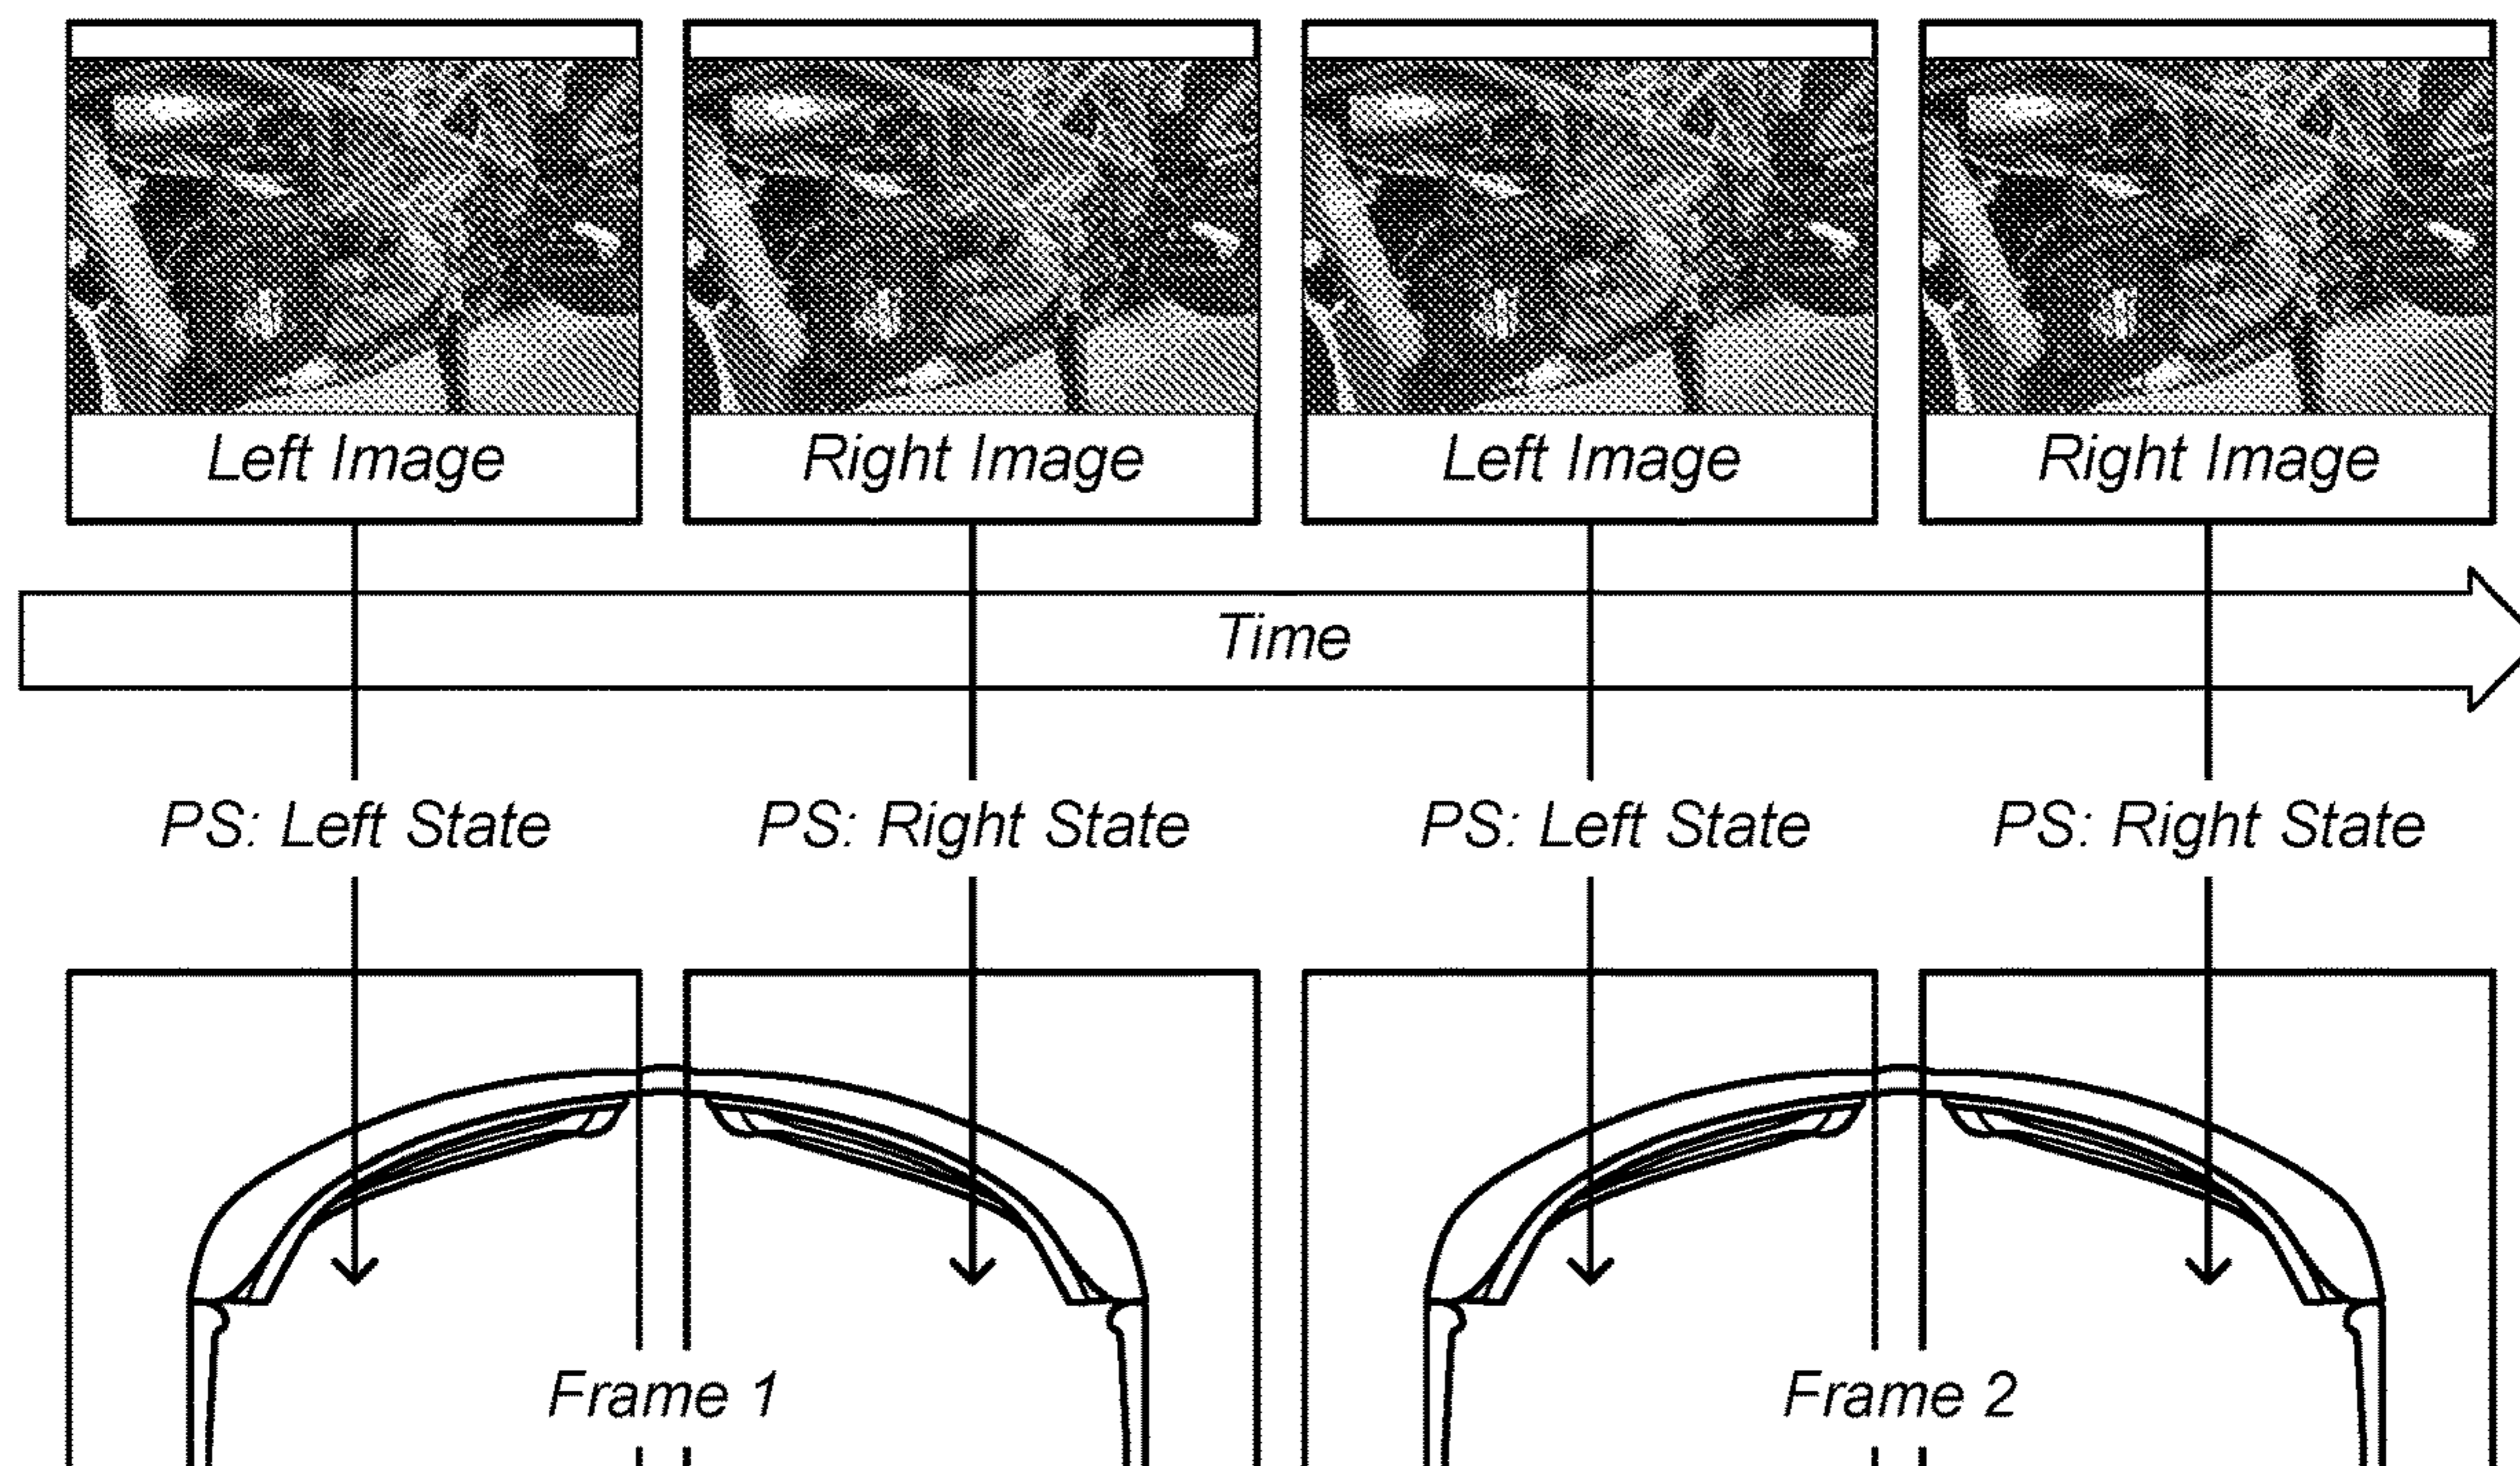 Left Image
Right Image
Left Image
Right Image
Time
PS: Left State
PS: Right State
PS: Left State
PS: Right State
Frame 1
Frame 2